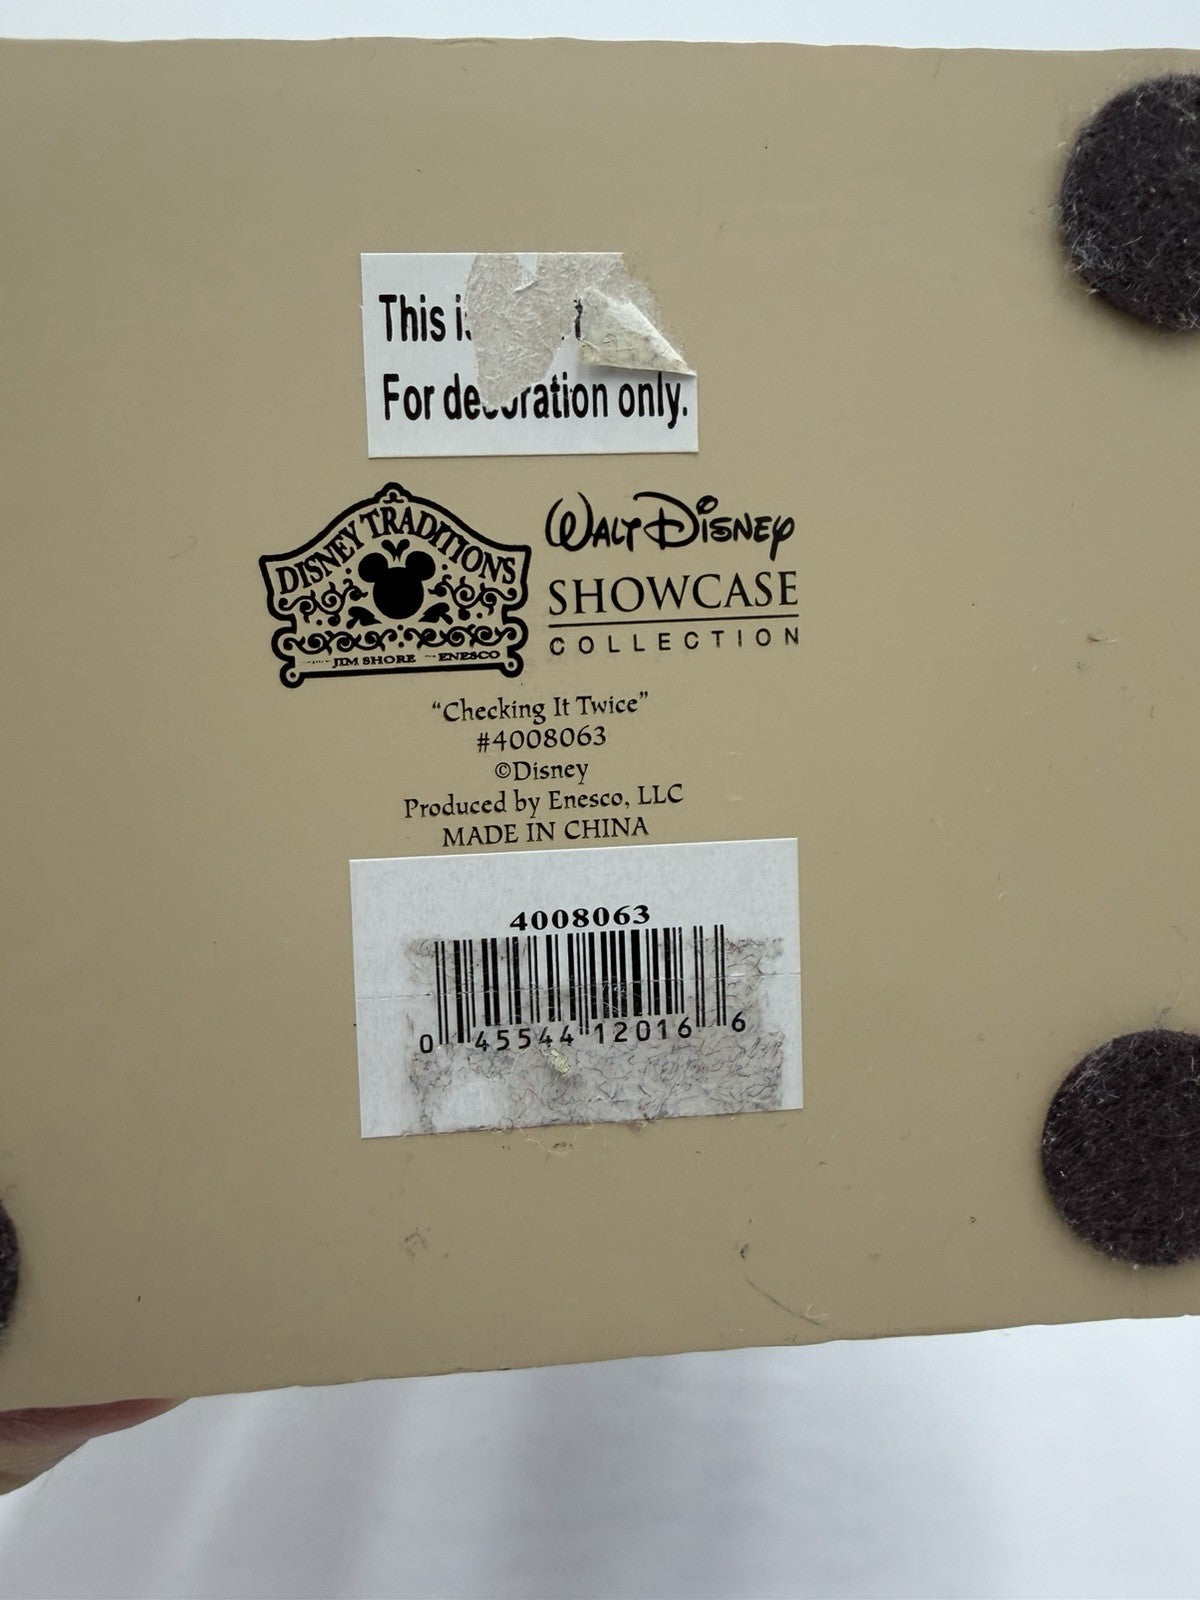 This
For decoration only.
DISNEY TRADITIONS
JIM SHORE ENESCO
WALT DISNEY
SHOWCASE
COLLECTION
“Checking It Twice”
#4008063
©Disney
Produced by Enesco, LLC
MADE IN CHINA
4008063
0 45544 12016 6